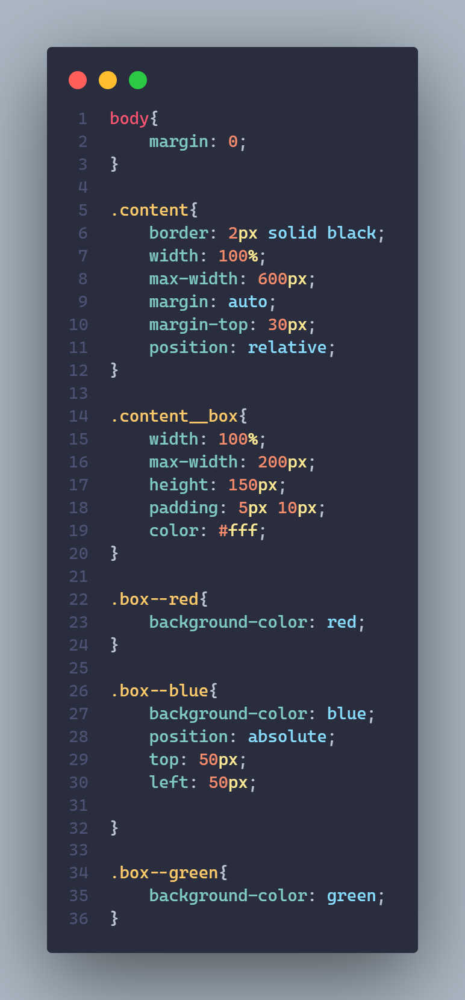 1 body{
2     margin: 0;
3 }
4
5 .content{
6     border: 2px solid black;
7     width: 100%;
8     max-width: 600px;
9     margin: auto;
10     margin-top: 30px;
11     position: relative;
12 }
13
14 .content__box{
15     width: 100%;
16     max-width: 200px;
17     height: 150px;
18     padding: 5px 10px;
19     color: #fff;
20 }
21
22 .box--red{
23     background-color: red;
24 }
25
26 .box--blue{
27     background-color: blue;
28     position: absolute;
29     top: 50px;
30     left: 50px;
31
32 }
33
34 .box--green{
35     background-color: green;
36 }